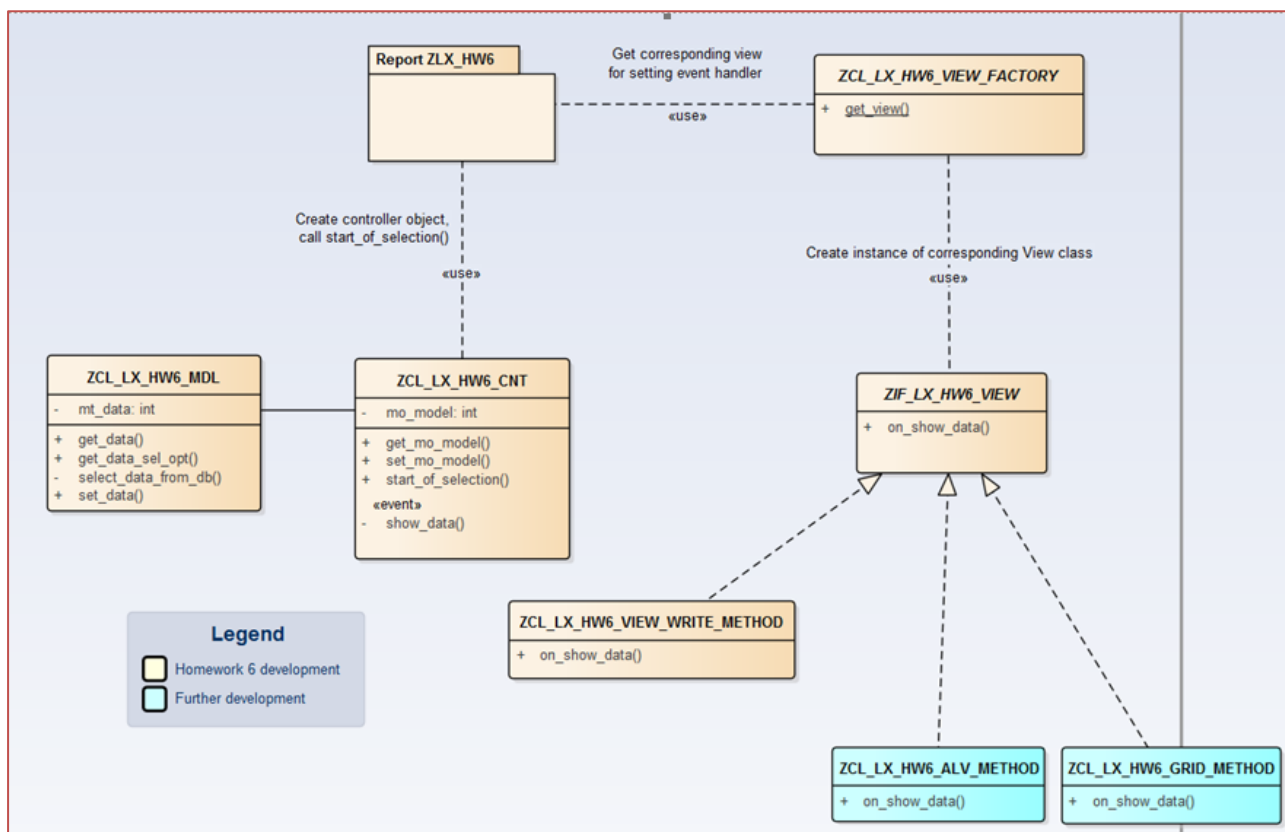 Report ZLX_HW6
Get corresponding view
for setting event handler
«use»
ZCL_LX_HW6_VIEW_FACTORY
+ get_view()
Create controller object,
call start_of_selection()
«use»
Create instance of corresponding View class
«use»
ZCL_LX_HW6_MDL
- mt_data: int
+ get_data()
+ get_data_sel_opt()
- select_data_from_db()
+ set_data()
ZCL_LX_HW6_CNT
- mo_model: int
+ get_mo_model()
+ set_mo_model()
+ start_of_selection()
«event»
- show_data()
ZIF_LX_HW6_VIEW
+ on_show_data()
ZCL_LX_HW6_VIEW_WRITE_METHOD
+ on_show_data()
Legend
Homework 6 development
Further development
ZCL_LX_HW6_ALV_METHOD
+ on_show_data()
ZCL_LX_HW6_GRID_METHOD
+ on_show_data()